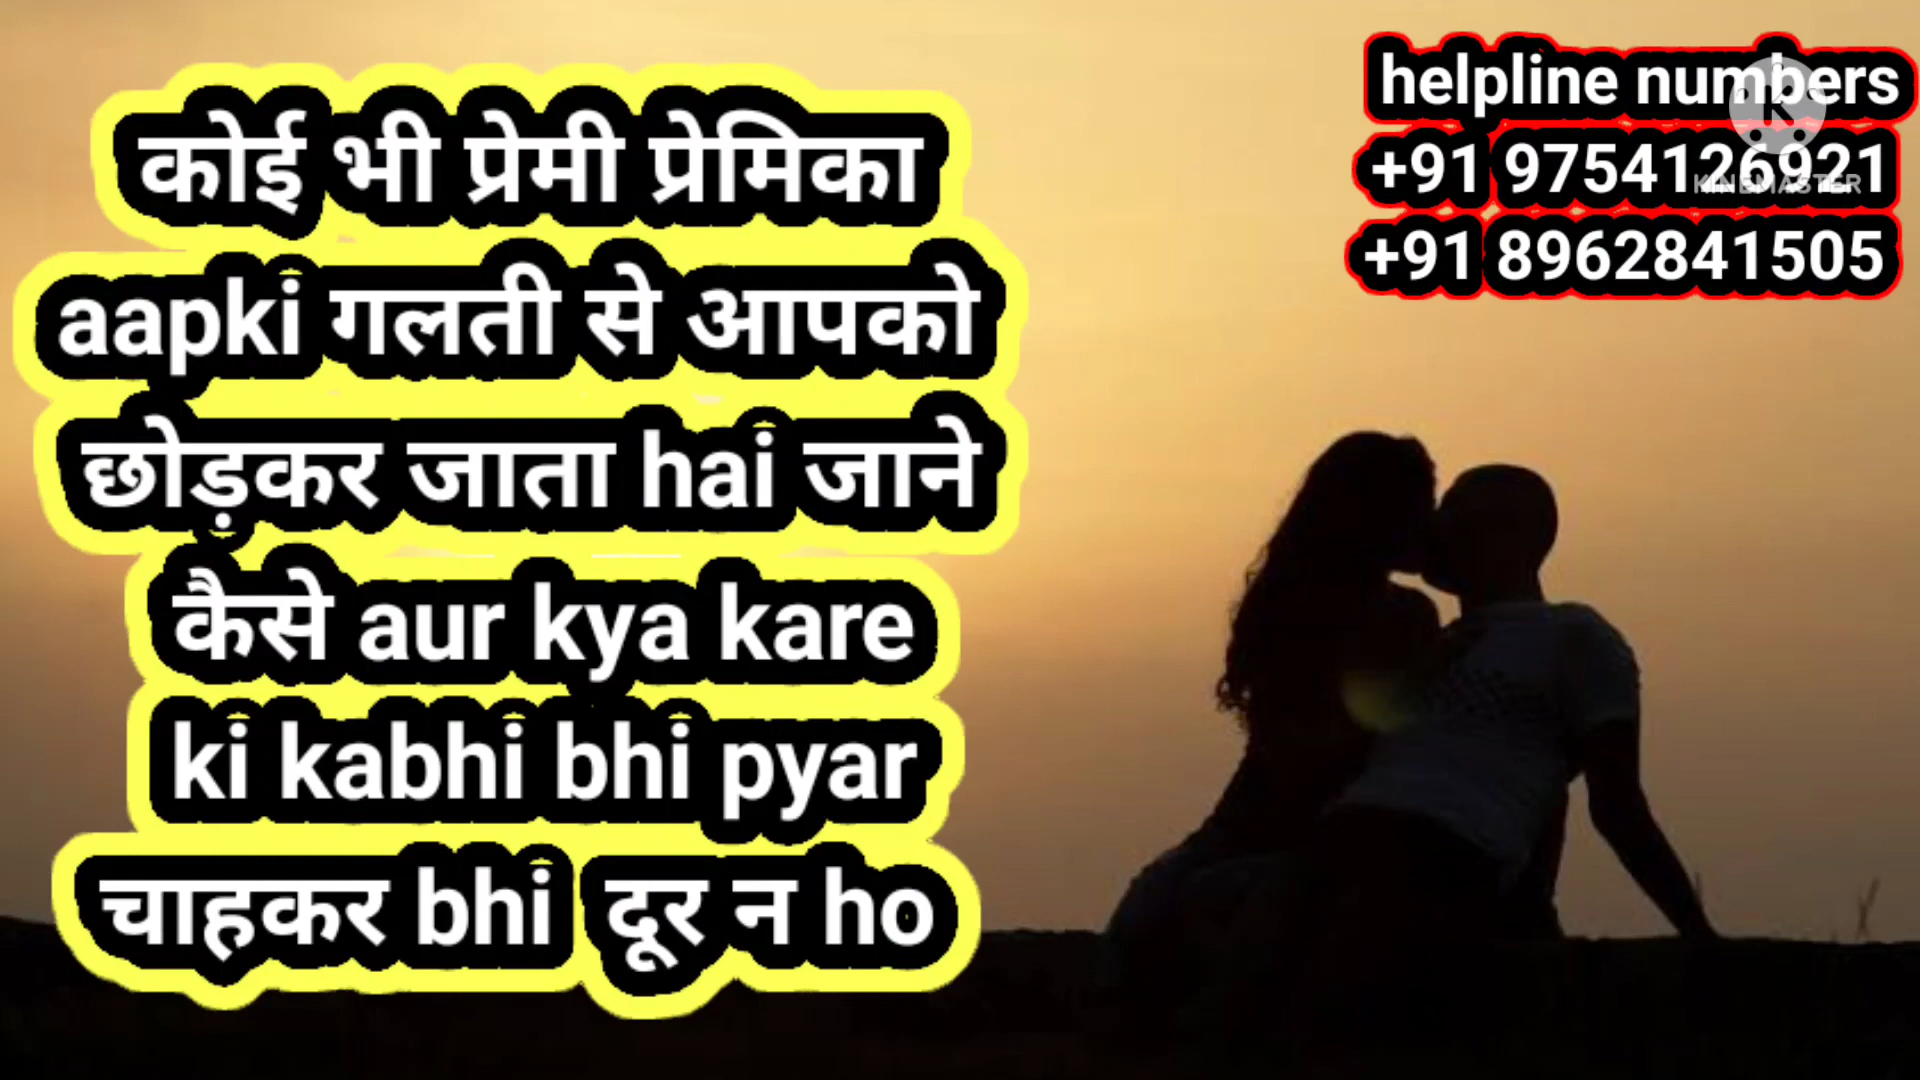 कोई भी प्रेमी प्रेमिका
aapki गलती से आपको
छोड़कर जाता hai जाने
कैसे aur kya kare
ki kabhi bhi pyar
चाहकर bhi दूर न ho
helpline numbers
+91 9754126921
+91 8962841505
KINEMASTER